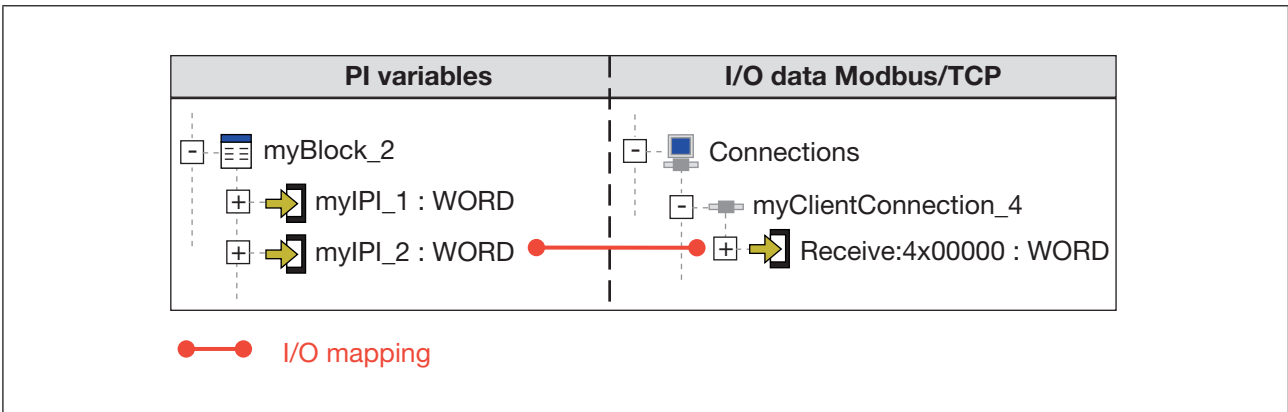 PI variables
I/O data Modbus/TCP
myBlock_2
Connections
myIPI_1 : WORD
myClientConnection_4
myIPI_2 : WORD
Receive:4x00000 : WORD
I/O mapping